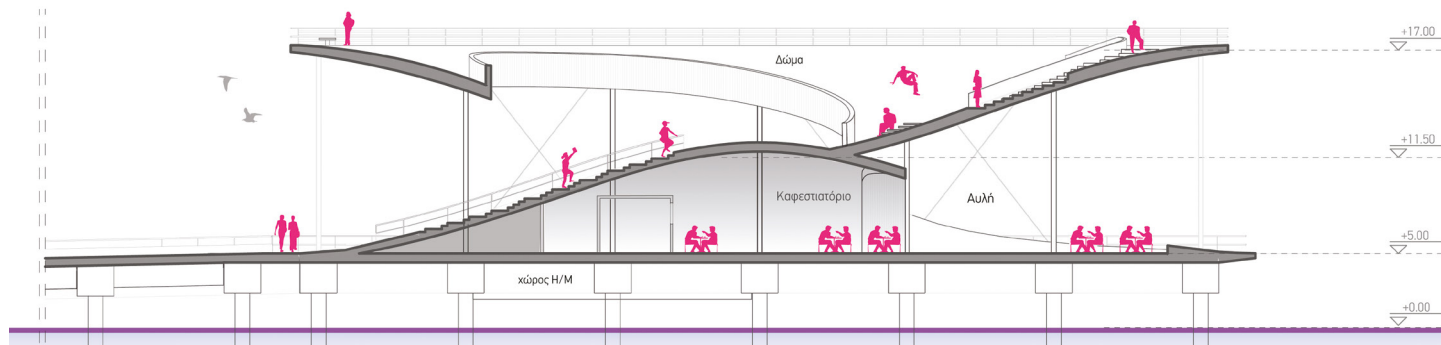 +17.00
Δώμα
+11.50
Καφεστιατόριο
Αυλή
+5.00
χώρος Η/Μ
+0.00